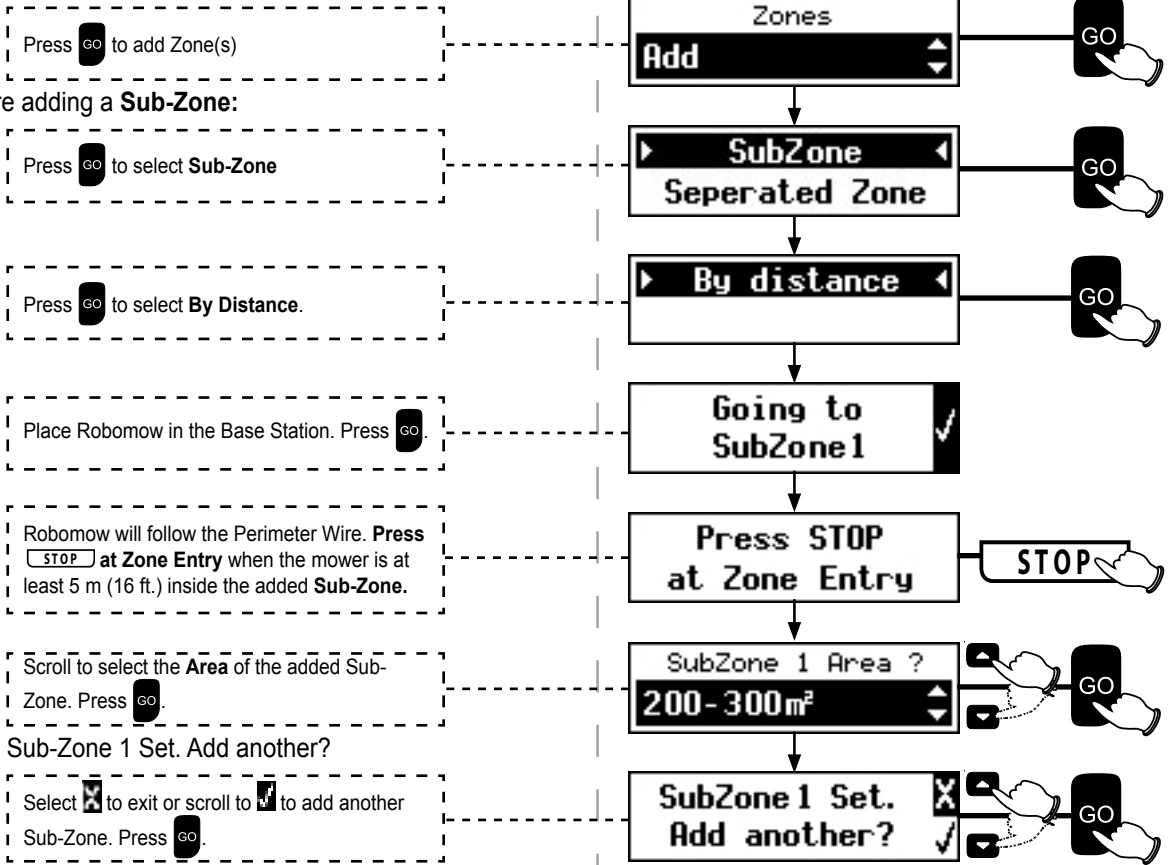 Press GO to add Zone(s)
Zones
Add
GO
re adding a Sub-Zone:
Press GO to select Sub-Zone
SubZone
Seperated Zone
GO
Press GO to select By Distance.
By distance
GO
Place Robomow in the Base Station. Press GO.
Going to
SubZone1
Robomow will follow the Perimeter Wire. Press
STOP at Zone Entry when the mower is at
least 5 m (16 ft.) inside the added Sub-Zone.
Press STOP
at Zone Entry
STOP
Scroll to select the Area of the added Sub-
Zone. Press GO.
SubZone 1 Area ?
200-300m²
GO
Sub-Zone 1 Set. Add another?
Select X to exit or scroll to ✓ to add another
Sub-Zone. Press GO.
SubZone1 Set. X
Add another? ✓
GO